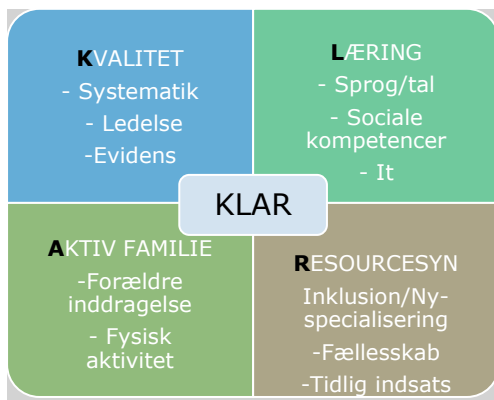 KVALITET
- Systematik
- Ledelse
-Evidens
LÆRING
- Sprog/tal
- Sociale
kompetencer
- It
KLAR
AKTIV FAMILIE
-Forældre
inddragelse
- Fysisk
aktivitet
RESOURCESYN
Inklusion/Ny-
specialisering
-Fællesskab
-Tidlig indsats